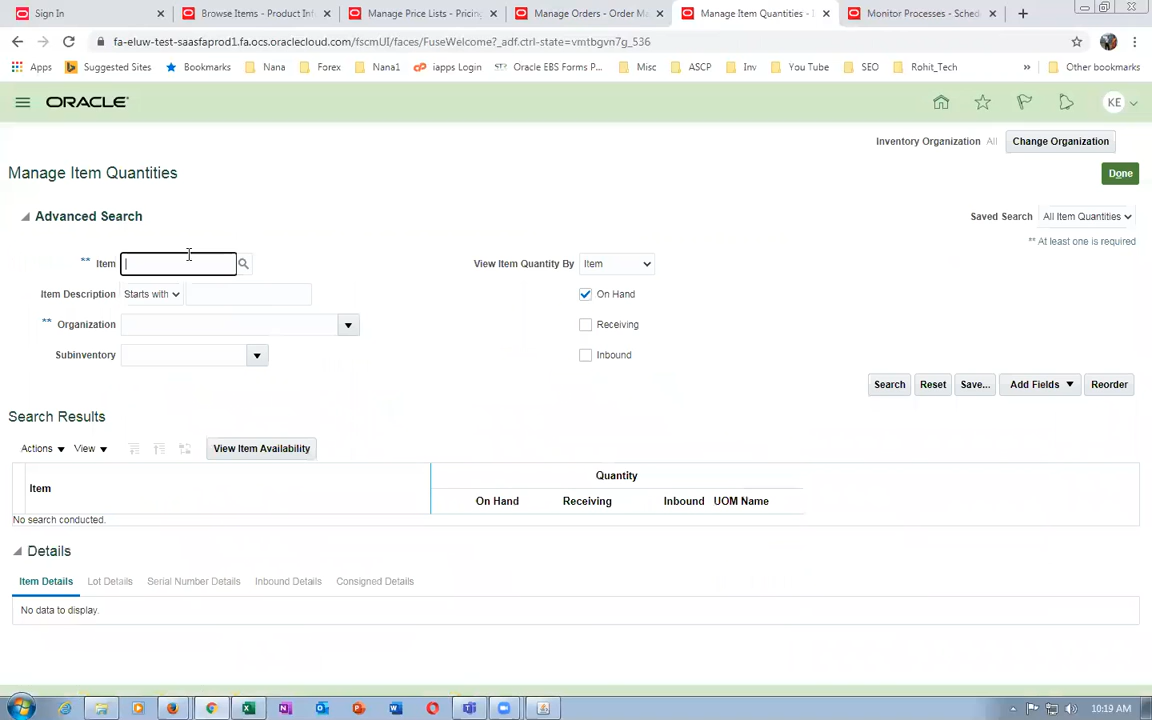 Sign In
Browse Items - Product Inf
Manage Price Lists - Pricing
Manage Orders - Order Ma
Manage Item Quantities - I
Monitor Processes - Sched
fa-eluw-test-saasfaprod1.fa.ocs.oraclecloud.com/fscmUI/faces/FuseWelcome?_adf.ctrl-state=vmtbgvn7g_536
Apps Suggested Sites Bookmarks Nana Forex Nana1 iapps Login Oracle EBS Forms P... Misc ASCP Inv You Tube SEO Rohit_Tech » Other bookmarks
ORACLE KE
Inventory Organization All Change Organization
Manage Item Quantities Done
Advanced Search Saved Search All Item Quantities
** At least one is required
** Item View Item Quantity By Item
Item Description Starts with On Hand
** Organization Receiving
Subinventory Inbound
Search Reset Save... Add Fields Reorder
Search Results
Actions View View Item Availability
Quantity
Item
On Hand Receiving Inbound UOM Name
No search conducted.
Details
Item Details Lot Details Serial Number Details Inbound Details Consigned Details
No data to display.
10:19 AM